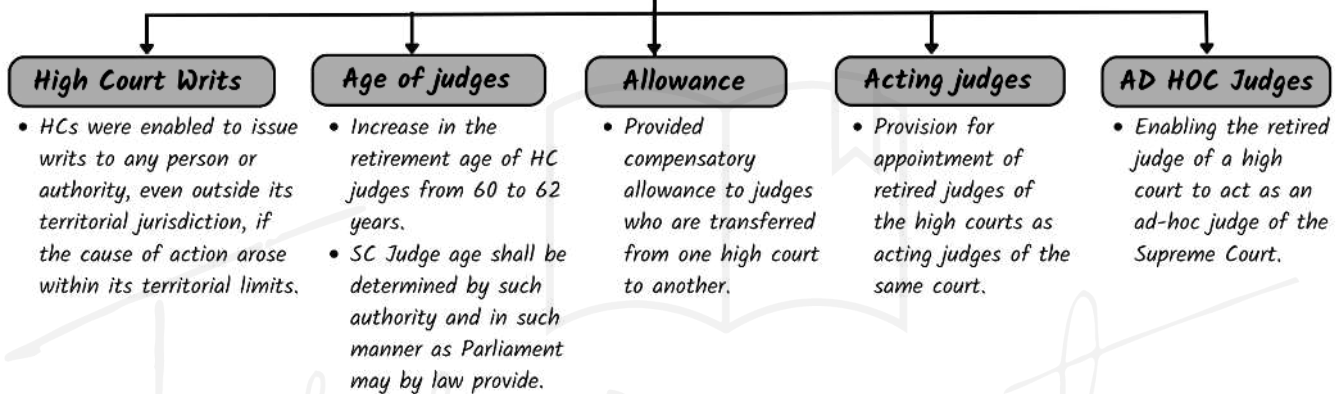 High Court Writs
• HCs were enabled to issue
writs to any person or
authority, even outside its
territorial jurisdiction, if
the cause of action arose
within its territorial limits.
Age of judges
• Increase in the
retirement age of HC
judges from 60 to 62
years.
• SC Judge age shall be
determined by such
authority and in such
manner as Parliament
may by law provide.
Allowance
• Provided
compensatory
allowance to judges
who are transferred
from one high court
to another.
Acting judges
• Provision for
appointment of
retired judges of
the high courts as
acting judges of the
same court.
AD HOC Judges
• Enabling the retired
judge of a high
court to act as an
ad-hoc judge of the
Supreme Court.